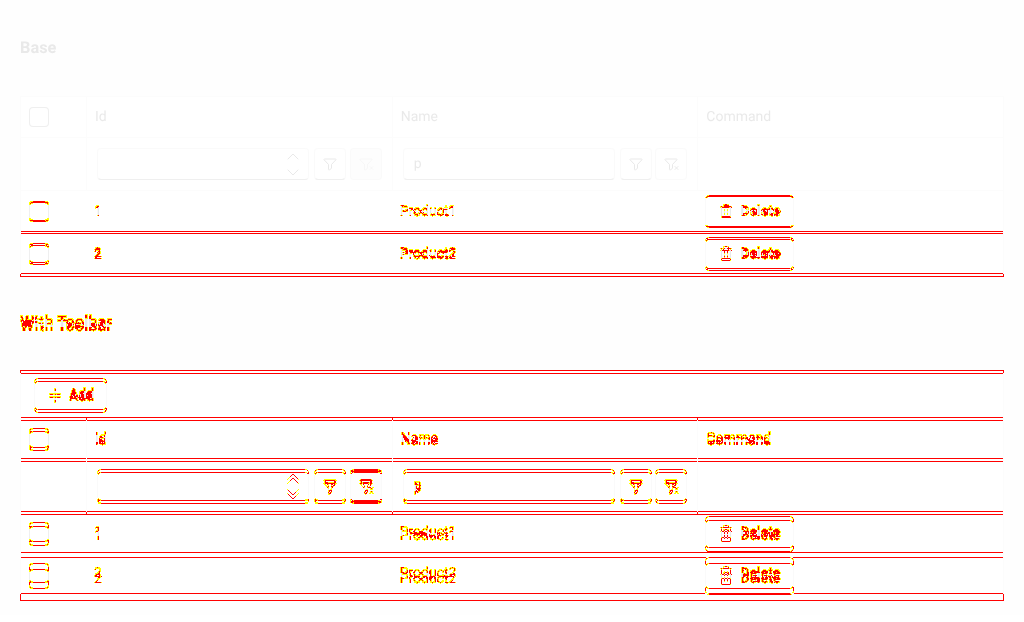 Base
Id Name Command
p
1 Product1 Delete
2 Product2 Delete
With Toolbar
Add
Id Name Command
p
1 Product1 Delete
2 Product2 Delete